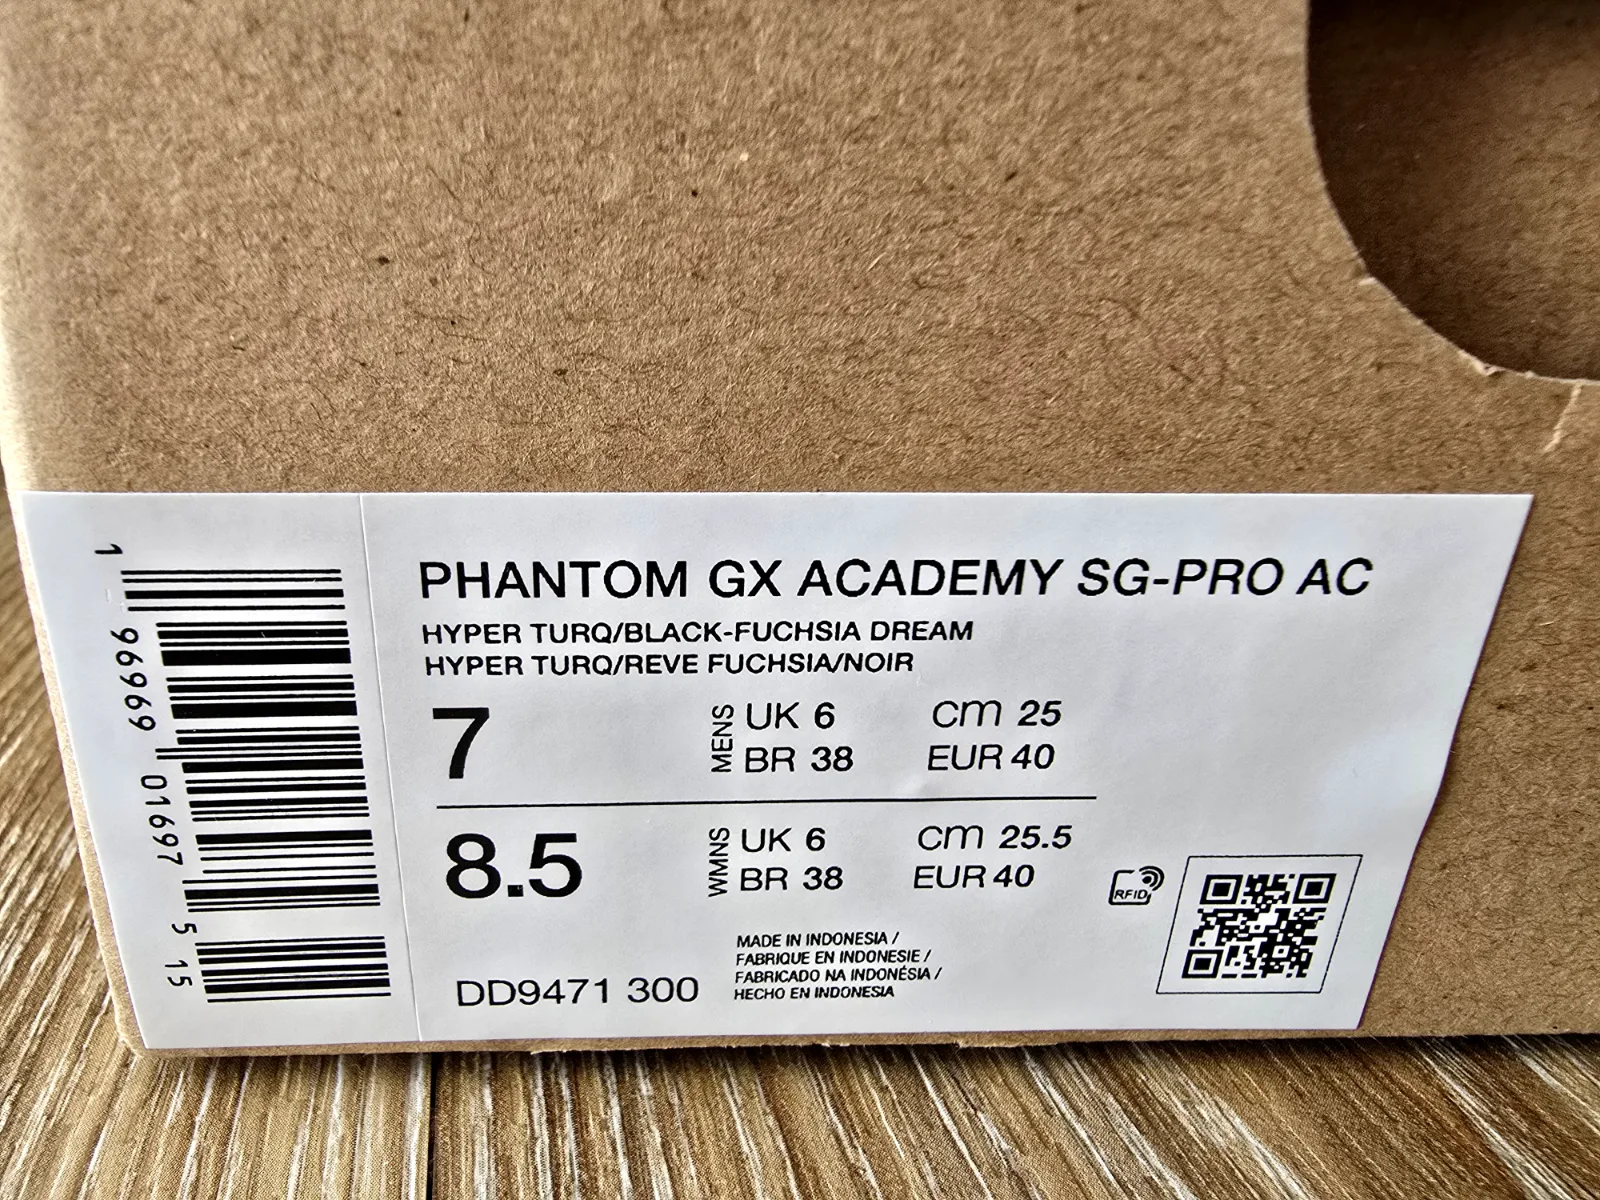 1 96969 01697 5 15
PHANTOM GX ACADEMY SG-PRO AC
HYPER TURQ/BLACK-FUCHSIA DREAM
HYPER TURQ/REVE FUCHSIA/NOIR
7 MENS UK 6 CM 25
BR 38 EUR 40
8.5 WMNS UK 6 CM 25.5
BR 38 EUR 40
RFID
DD9471 300
MADE IN INDONESIA /
FABRIQUE EN INDONESIE /
FABRICADO NA INDONÉSIA /
HECHO EN INDONESIA